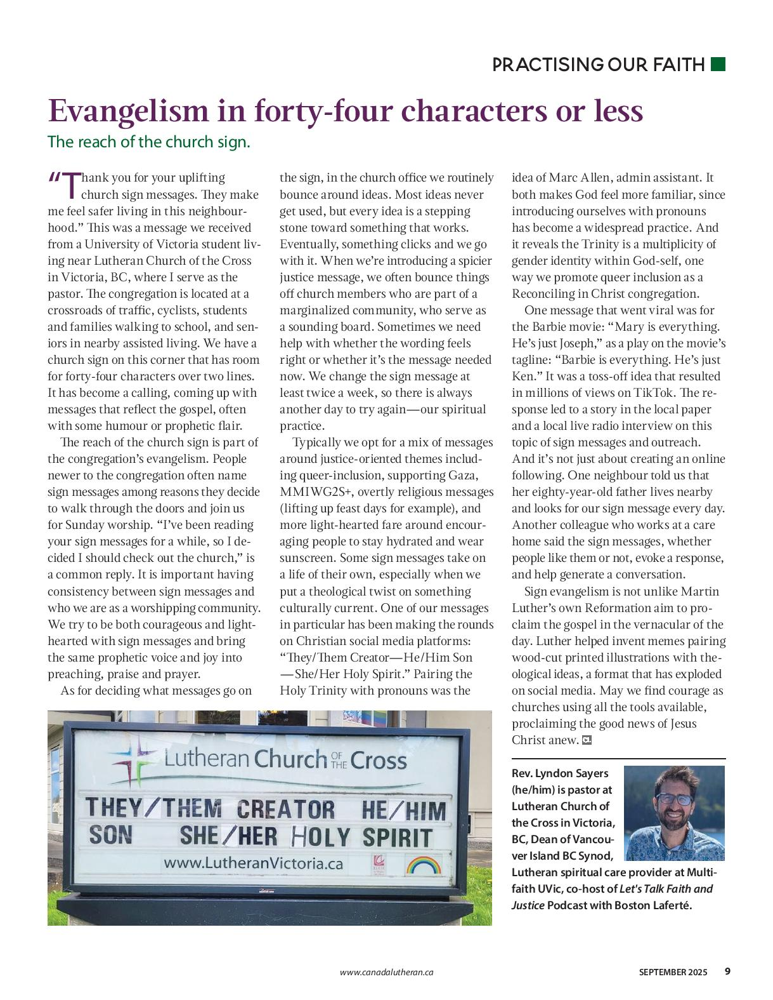 PRACTISING OUR FAITH
Evangelism in forty-four characters or less
The reach of the church sign.
“Thank you for your uplifting
church sign messages. They make
me feel safer living in this neighbour-
hood.” This was a message we received
from a University of Victoria student liv-
ing near Lutheran Church of the Cross
in Victoria, BC, where I serve as the
pastor. The congregation is located at a
crossroads of traffic, cyclists, students
and families walking to school, and sen-
iors in nearby assisted living. We have a
church sign on this corner that has room
for forty-four characters over two lines.
It has become a calling, coming up with
messages that reflect the gospel, often
with some humour or prophetic flair.
The reach of the church sign is part of
the congregation’s evangelism. People
newer to the congregation often name
sign messages among reasons they decide
to walk through the doors and join us
for Sunday worship. “I’ve been reading
your sign messages for a while, so I de-
cided I should check out the church,” is
a common reply. It is important having
consistency between sign messages and
who we are as a worshipping community.
We try to be both courageous and light-
hearted with sign messages and bring
the same prophetic voice and joy into
preaching, praise and prayer.
As for deciding what messages go on
the sign, in the church office we routinely
bounce around ideas. Most ideas never
get used, but every idea is a stepping
stone toward something that works.
Eventually, something clicks and we go
with it. When we’re introducing a spicier
justice message, we often bounce things
off church members who are part of a
marginalized community, who serve as
a sounding board. Sometimes we need
help with whether the wording feels
right or whether it’s the message needed
now. We change the sign message at
least twice a week, so there is always
another day to try again—our spiritual
practice.
Typically we opt for a mix of messages
around justice-oriented themes includ-
ing queer-inclusion, supporting Gaza,
MMIWG2S+, overtly religious messages
(lifting up feast days for example), and
more light-hearted fare around encour-
aging people to stay hydrated and wear
sunscreen. Some sign messages take on
a life of their own, especially when we
put a theological twist on something
culturally current. One of our messages
in particular has been making the rounds
on Christian social media platforms:
“They/Them Creator—He/Him Son
—She/Her Holy Spirit.” Pairing the
Holy Trinity with pronouns was the
idea of Marc Allen, admin assistant. It
both makes God feel more familiar, since
introducing ourselves with pronouns
has become a widespread practice. And
it reveals the Trinity is a multiplicity of
gender identity within God-self, one
way we promote queer inclusion as a
Reconciling in Christ congregation.
One message that went viral was for
the Barbie movie: “Mary is everything.
He’s just Joseph,” as a play on the movie’s
tagline: “Barbie is everything. He’s just
Ken.” It was a toss-off idea that resulted
in millions of views on TikTok. The re-
sponse led to a story in the local paper
and a local live radio interview on this
topic of sign messages and outreach.
And it’s not just about creating an online
following. One neighbour told us that
her eighty-year-old father lives nearby
and looks for our sign message every day.
Another colleague who works at a care
home said the sign messages, whether
people like them or not, evoke a response,
and help generate a conversation.
Sign evangelism is not unlike Martin
Luther’s own Reformation aim to pro-
claim the gospel in the vernacular of the
day. Luther helped invent memes pairing
wood-cut printed illustrations with the-
ological ideas, a format that has exploded
on social media. May we find courage as
churches using all the tools available,
proclaiming the good news of Jesus
Christ anew. CL
Lutheran Church OF THE Cross
THEY/THEM CREATOR HE/HIM
SON SHE/HER HOLY SPIRIT
www.LutheranVictoria.ca
Rev. Lyndon Sayers
(he/him) is pastor at
Lutheran Church of
the Cross in Victoria,
BC, Dean of Vancou-
ver Island BC Synod,
Lutheran spiritual care provider at Multi-
faith UVic, co-host of Let's Talk Faith and
Justice Podcast with Boston Laferté.
www.canadalutheran.ca
SEPTEMBER 2025 9